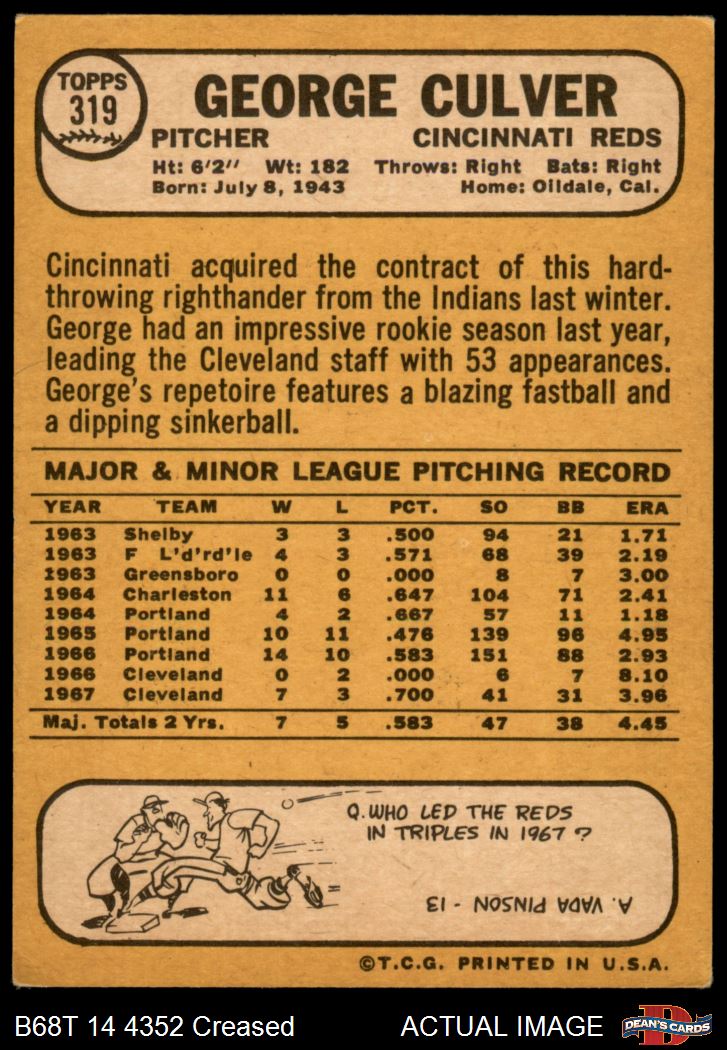 TOPPS
319
GEORGE CULVER
PITCHER CINCINNATI REDS
Ht: 6'2'' Wt: 182 Throws: Right Bats: Right
Born: July 8, 1943 Home: Oildale, Cal.
Cincinnati acquired the contract of this hard-
throwing righthander from the Indians last winter.
George had an impressive rookie season last year,
leading the Cleveland staff with 53 appearances.
George's repetoire features a blazing fastball and
a dipping sinkerball.
MAJOR & MINOR LEAGUE PITCHING RECORD
YEAR TEAM W L PCT. SO BB ERA
1963 Shelby 3 3 .500 94 21 1.71
1963 F L'd'rd'le 4 3 .571 68 39 2.19
1963 Greensboro 0 0 .000 8 7 3.00
1964 Charleston 11 6 .647 104 71 2.41
1964 Portland 4 2 .667 57 11 1.18
1965 Portland 10 11 .476 139 96 4.95
1966 Portland 14 10 .583 151 88 2.93
1966 Cleveland 0 2 .000 6 7 8.10
1967 Cleveland 7 3 .700 41 31 3.96
Maj. Totals 2 Yrs. 7 5 .583 47 38 4.45
Q. WHO LED THE REDS
IN TRIPLES IN 1967 ?
A. VADA PINSON - 13
©T.C.G. PRINTED IN U.S.A.
B68T 14 4352 Creased ACTUAL IMAGE DEAN'S CARDS